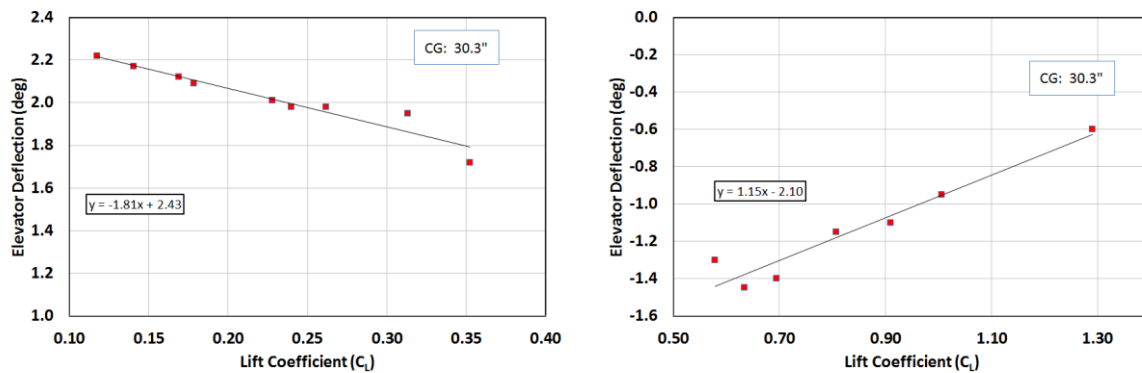 2.4
2.2
2.0
1.8
1.6
1.4
1.2
1.0
Elevator Deflection (deg)
CG: 30.3"
y = -1.81x + 2.43
0.10 0.15 0.20 0.25 0.30 0.35 0.40
Lift Coefficient (CL)
0.0
-0.2
-0.4
-0.6
-0.8
-1.0
-1.2
-1.4
-1.6
Elevator Deflection (deg)
CG: 30.3"
y = 1.15x - 2.10
0.50 0.70 0.90 1.10 1.30
Lift Coefficient (CL)